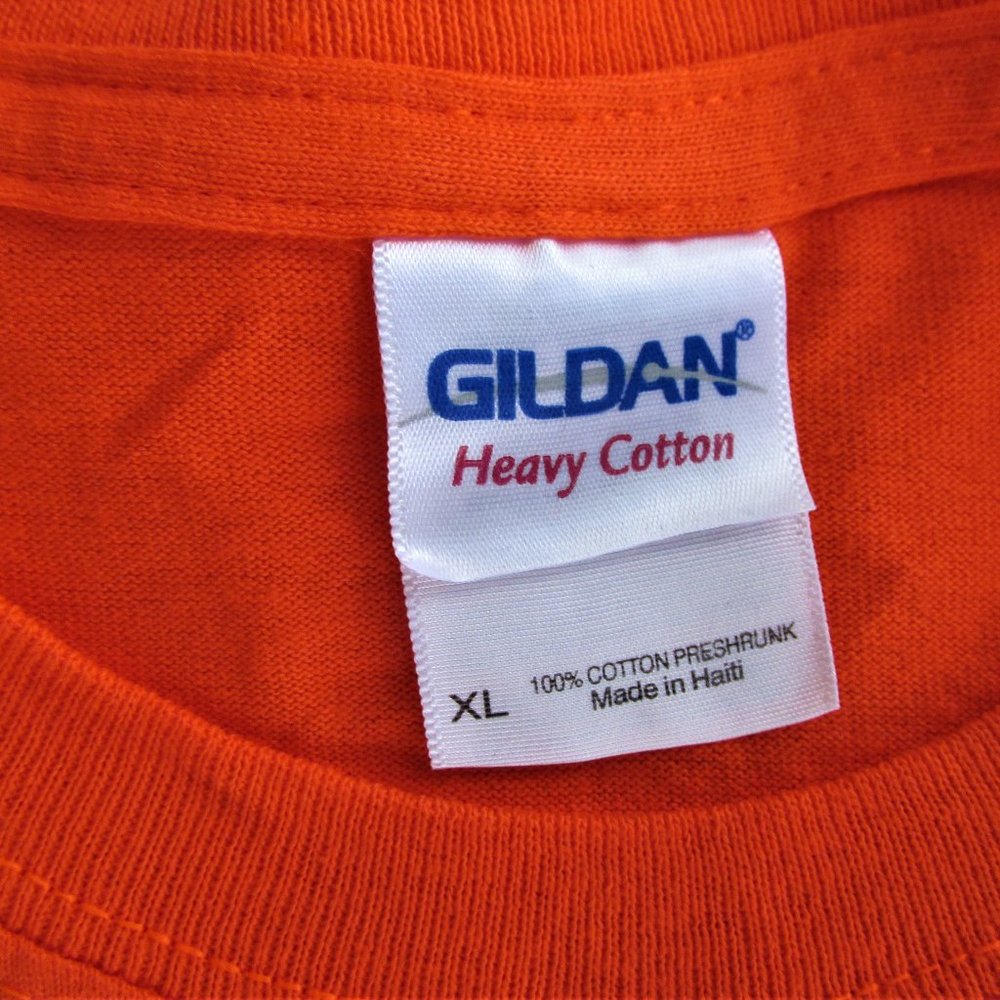 GILDAN®
Heavy Cotton
100% COTTON PRESHRUNK
XL Made in Haiti